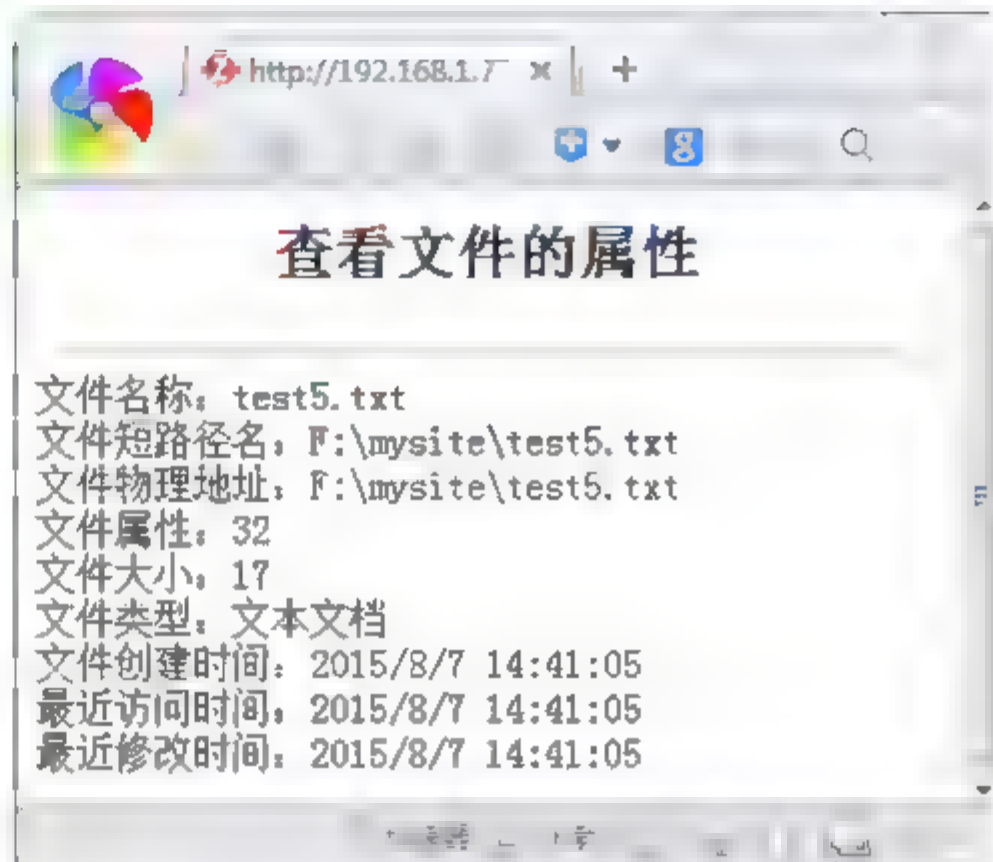 http://192.168.1.7
查看文件的属性
文件名称：test5.txt
文件短路径名：F:\mysite\test5.txt
文件物理地址：F:\mysite\test5.txt
文件属性：32
文件大小：17
文件类型：文本文档
文件创建时间：2015/8/7 14:41:05
最近访问时间：2015/8/7 14:41:05
最近修改时间：2015/8/7 14:41:05